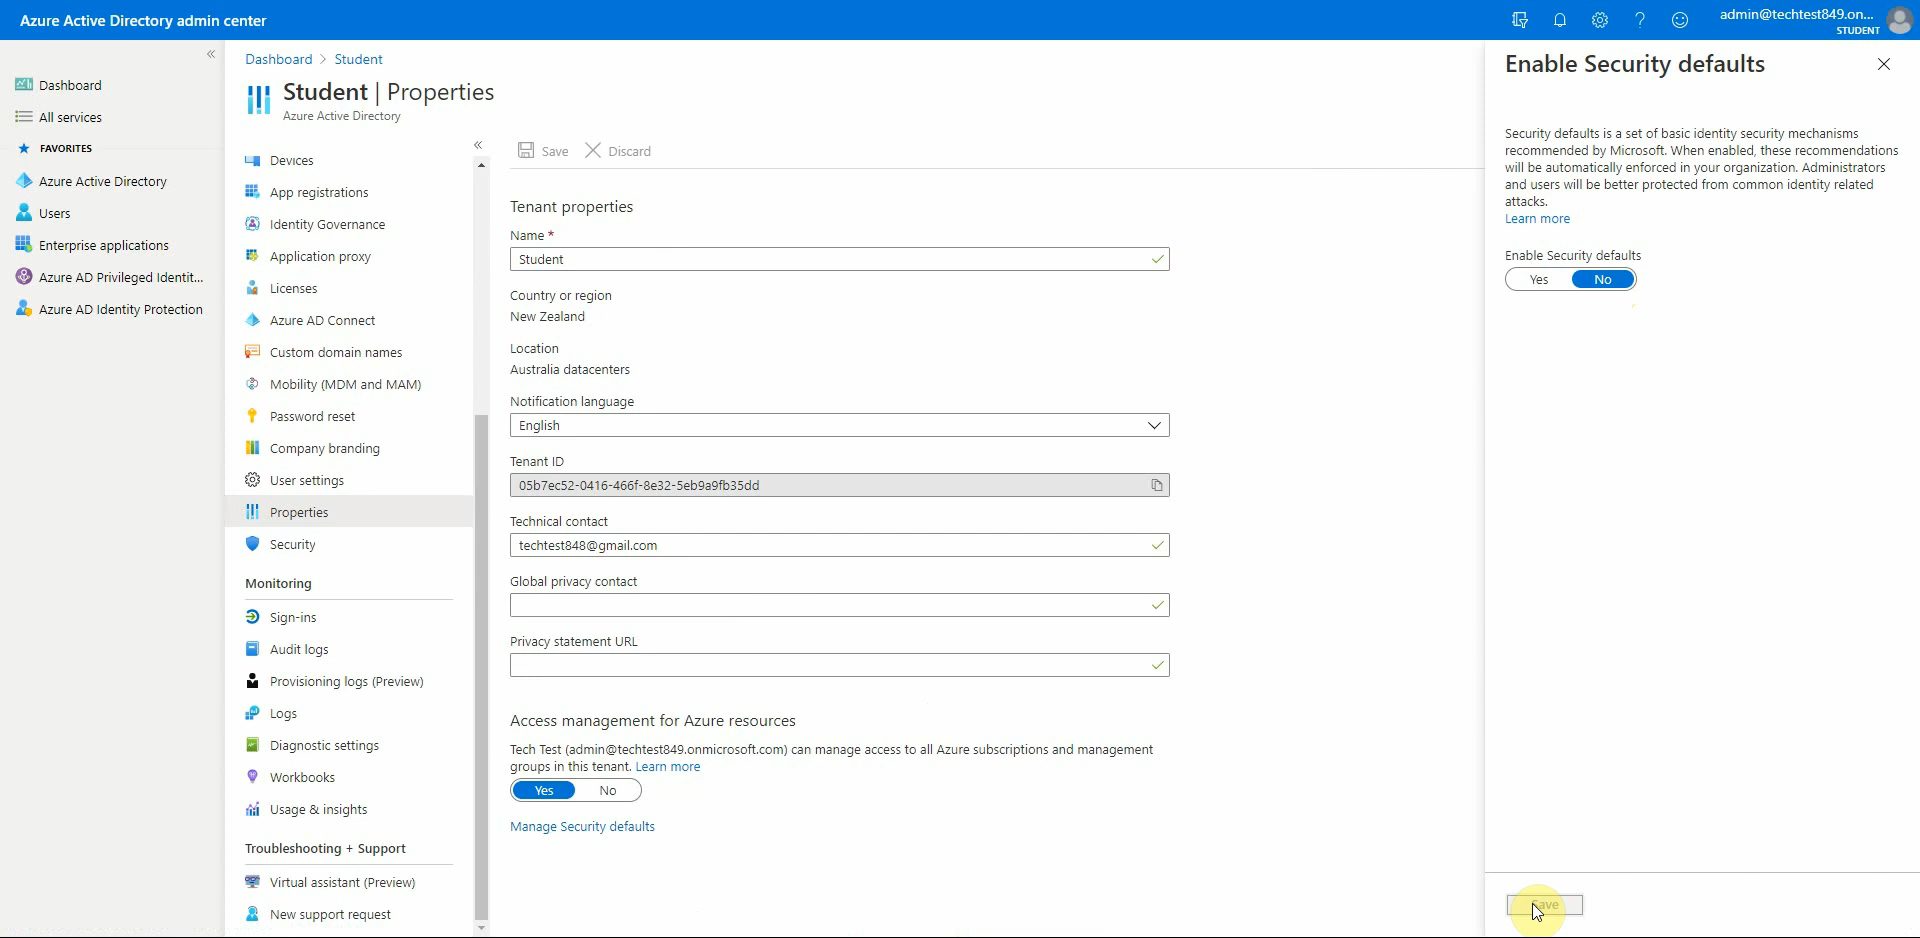 Azure Active Directory admin center
admin@techtest849.on...
STUDENT
Dashboard
All services
FAVORITES
Azure Active Directory
Users
Enterprise applications
Azure AD Privileged Identit...
Azure AD Identity Protection
Dashboard > Student
Student | Properties
Azure Active Directory
Devices
App registrations
Identity Governance
Application proxy
Licenses
Azure AD Connect
Custom domain names
Mobility (MDM and MAM)
Password reset
Company branding
User settings
Properties
Security
Monitoring
Sign-ins
Audit logs
Provisioning logs (Preview)
Logs
Diagnostic settings
Workbooks
Usage & insights
Troubleshooting + Support
Virtual assistant (Preview)
New support request
Save Discard
Tenant properties
Name *
Student
Country or region
New Zealand
Location
Australia datacenters
Notification language
English
Tenant ID
05b7ec52-0416-466f-8e32-5eb9a9fb35dd
Technical contact
techtest848@gmail.com
Global privacy contact
Privacy statement URL
Access management for Azure resources
Tech Test (admin@techtest849.onmicrosoft.com) can manage access to all Azure subscriptions and management
groups in this tenant. Learn more
Yes No
Manage Security defaults
Enable Security defaults
Security defaults is a set of basic identity security mechanisms
recommended by Microsoft. When enabled, these recommendations
will be automatically enforced in your organization. Administrators
and users will be better protected from common identity related
attacks.
Learn more
Enable Security defaults
Yes No
Save